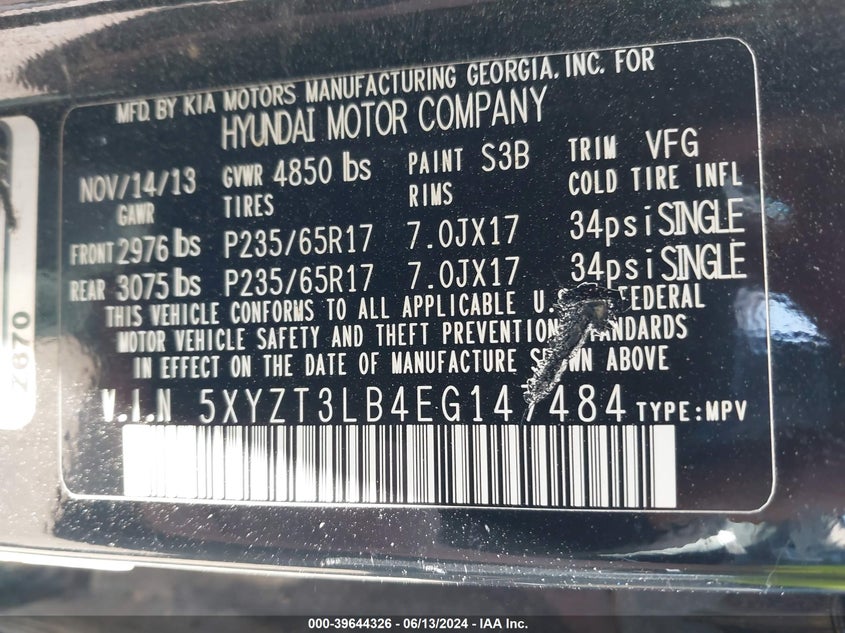 MFD. BY KIA MOTORS MANUFACTURING GEORGIA, INC. FOR
HYUNDAI MOTOR COMPANY
NOV/14/13 GVWR 4850 lbs PAINT S3B TRIM VFG
GAWR TIRES RIMS COLD TIRE INFL
FRONT 2976 lbs P235/65R17 7.0JX17 34psi SINGLE
REAR 3075 lbs P235/65R17 7.0JX17 34psi SINGLE
THIS VEHICLE CONFORMS TO ALL APPLICABLE U.S. FEDERAL
MOTOR VEHICLE SAFETY AND THEFT PREVENTION STANDARDS
IN EFFECT ON THE DATE OF MANUFACTURE SHOWN ABOVE
V.I.N 5XYZT3LB4EG147484 TYPE:MPV
000-39644326 - 06/13/2024 - IAA Inc.